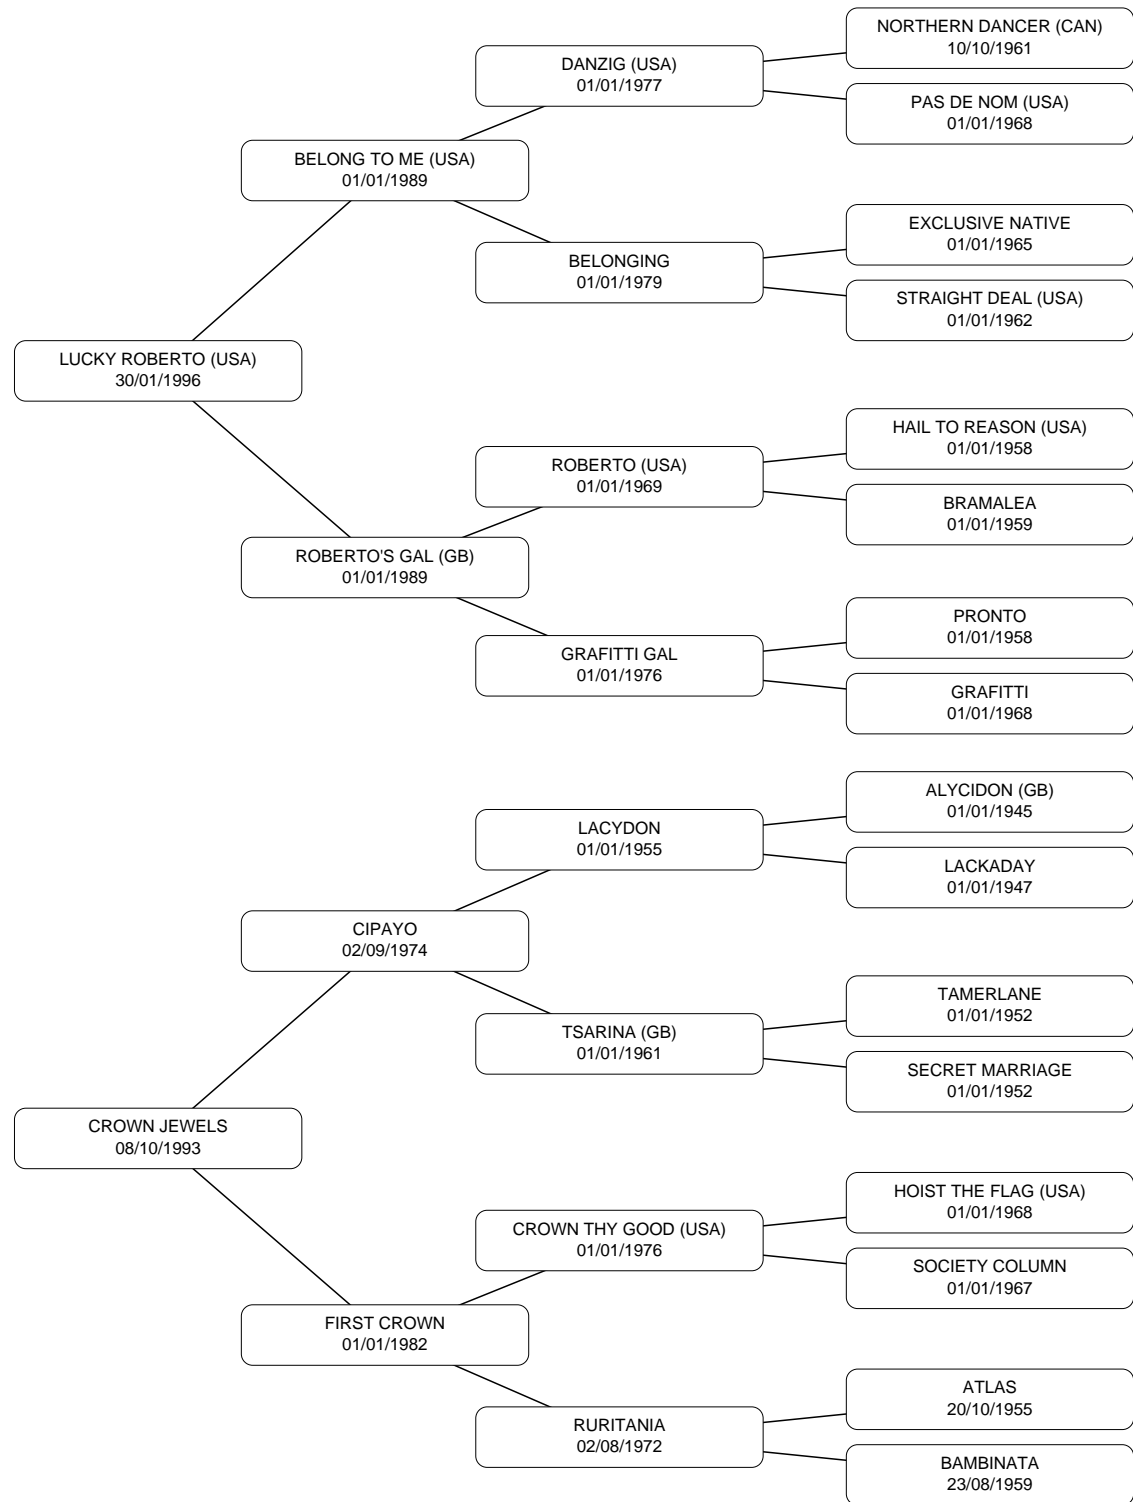 NORTHERN DANCER (CAN)
10/10/1961
DANZIG (USA)
01/01/1977
PAS DE NOM (USA)
01/01/1968
BELONG TO ME (USA)
01/01/1989
EXCLUSIVE NATIVE
01/01/1965
BELONGING
01/01/1979
STRAIGHT DEAL (USA)
01/01/1962
LUCKY ROBERTO (USA)
30/01/1996
HAIL TO REASON (USA)
01/01/1958
ROBERTO (USA)
01/01/1969
BRAMALEA
01/01/1959
ROBERTO'S GAL (GB)
01/01/1989
PRONTO
01/01/1958
GRAFITTI GAL
01/01/1976
GRAFITTI
01/01/1968
ALYCIDON (GB)
01/01/1945
LACYDON
01/01/1955
LACKADAY
01/01/1947
CIPAYO
02/09/1974
TAMERLANE
01/01/1952
TSARINA (GB)
01/01/1961
SECRET MARRIAGE
01/01/1952
CROWN JEWELS
08/10/1993
HOIST THE FLAG (USA)
01/01/1968
CROWN THY GOOD (USA)
01/01/1976
SOCIETY COLUMN
01/01/1967
FIRST CROWN
01/01/1982
ATLAS
20/10/1955
RURITANIA
02/08/1972
BAMBINATA
23/08/1959